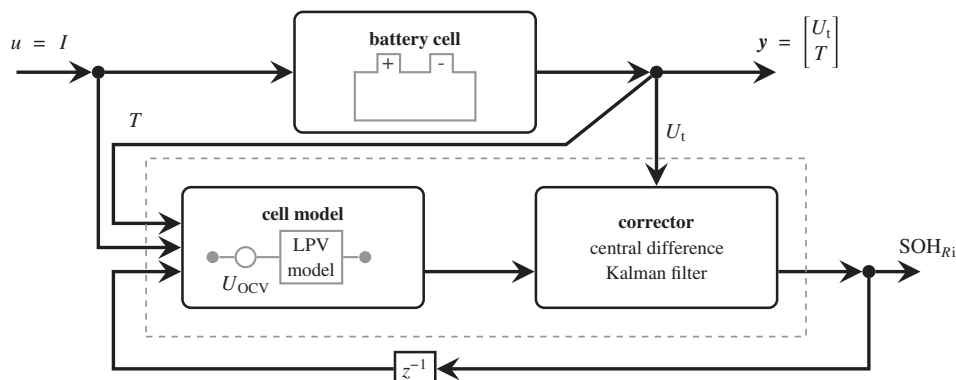 u = I
battery cell
+ -
y = [U_t
T]
T
U_t
cell model
LPV
model
U_OCV
corrector
central difference
Kalman filter
SOH_Ri
z^{-1}